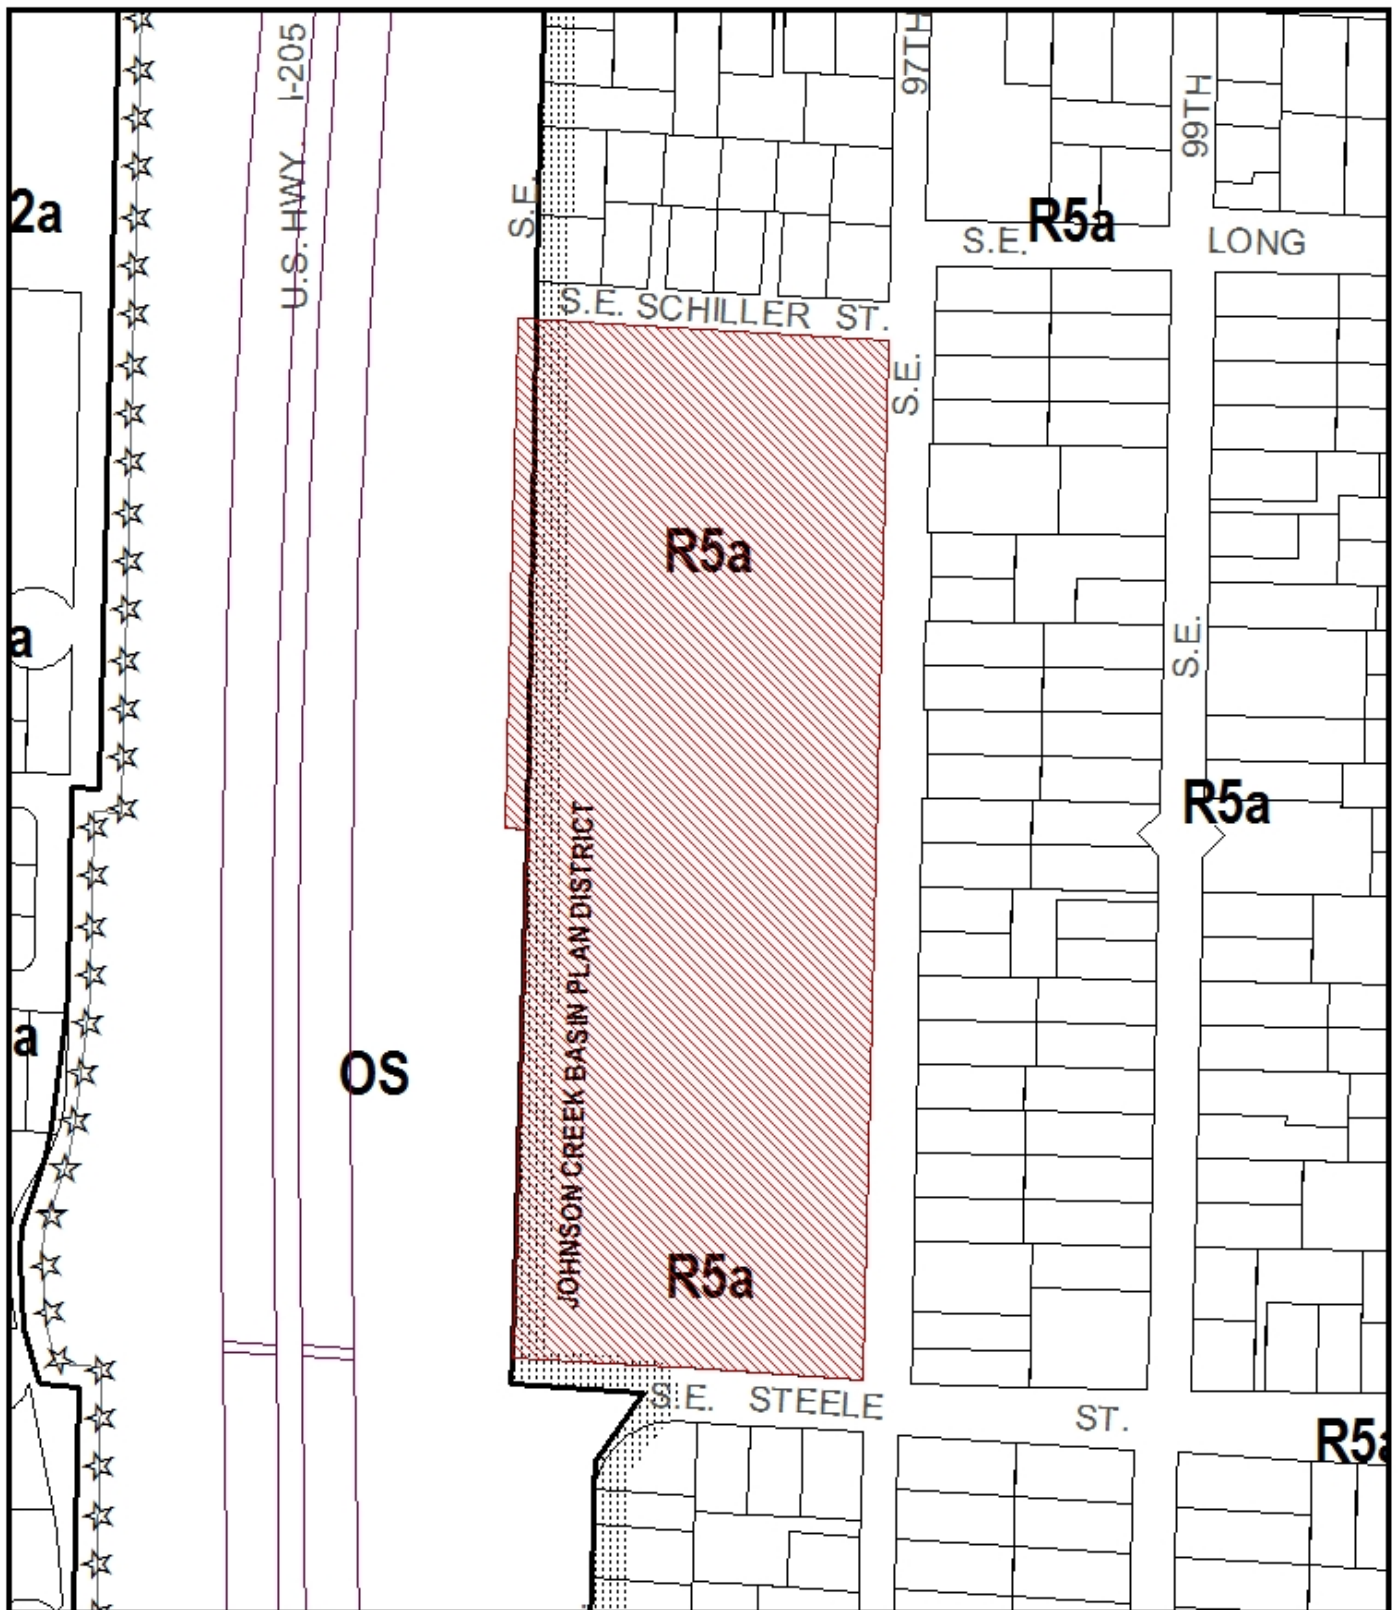 97TH
U.S. HWY. I-205
99TH
S.E.
2a
R5a
S.E. LONG
S.E. SCHILLER ST.
S.E.
R5a
a
S.E.
R5a
JOHNSON CREEK BASIN PLAN DISTRICT
a
OS
R5a
S.E. STEELE ST.
R5a